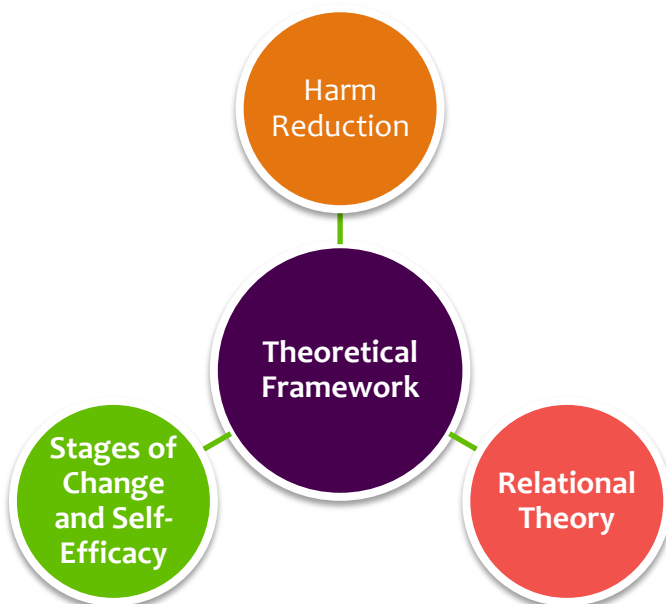 Harm
Reduction
Theoretical
Framework
Stages of
Change
and Self-
Efficacy
Relational
Theory